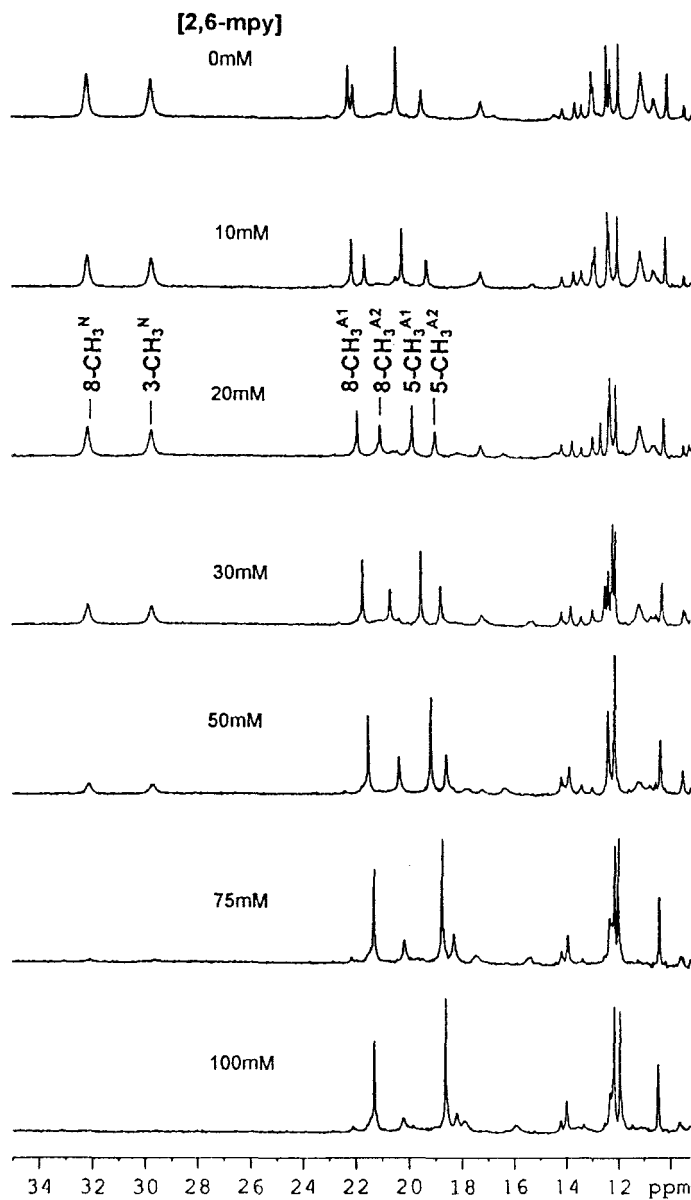 [2,6-mpy]
0mM
10mM
8-CH₃ᴺ
3-CH₃ᴺ
8-CH₃ᴬ¹
8-CH₃ᴬ²
5-CH₃ᴬ¹
5-CH₃ᴬ²
20mM
30mM
50mM
75mM
100mM
34 32 30 28 26 24 22 20 18 16 14 12 10 ppm